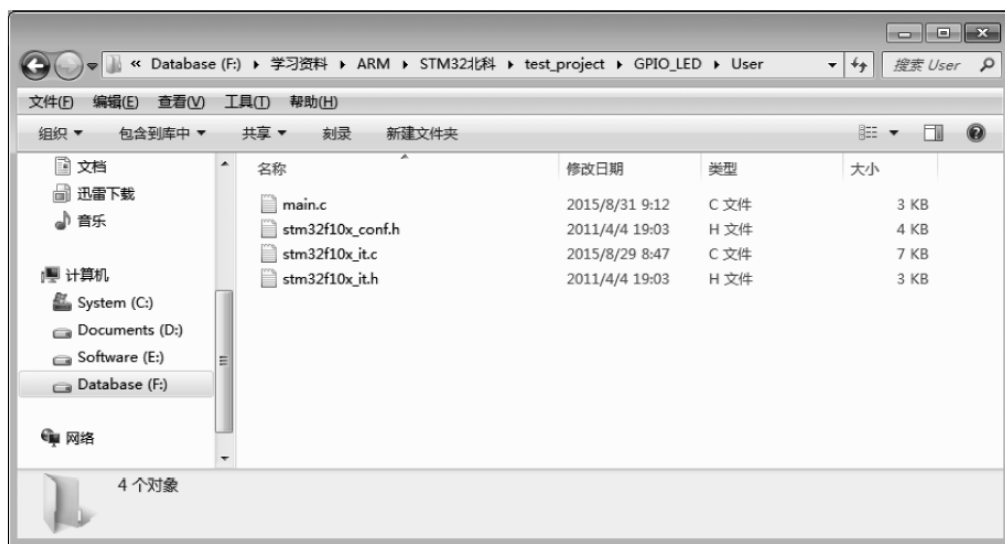 « Database (F:) ▸ 学习资料 ▸ ARM ▸ STM32北科 ▸ test_project ▸ GPIO_LED ▸ User 搜索 User
文件(F) 编辑(E) 查看(V) 工具(T) 帮助(H)
组织 包含到库中 共享 刻录 新建文件夹
文档
迅雷下载
音乐
计算机
System (C:)
Documents (D:)
Software (E:)
Database (F:)
网络
名称 修改日期 类型 大小
main.c 2015/8/31 9:12 C 文件 3 KB
stm32f10x_conf.h 2011/4/4 19:03 H 文件 4 KB
stm32f10x_it.c 2015/8/29 8:47 C 文件 7 KB
stm32f10x_it.h 2011/4/4 19:03 H 文件 3 KB
4 个对象